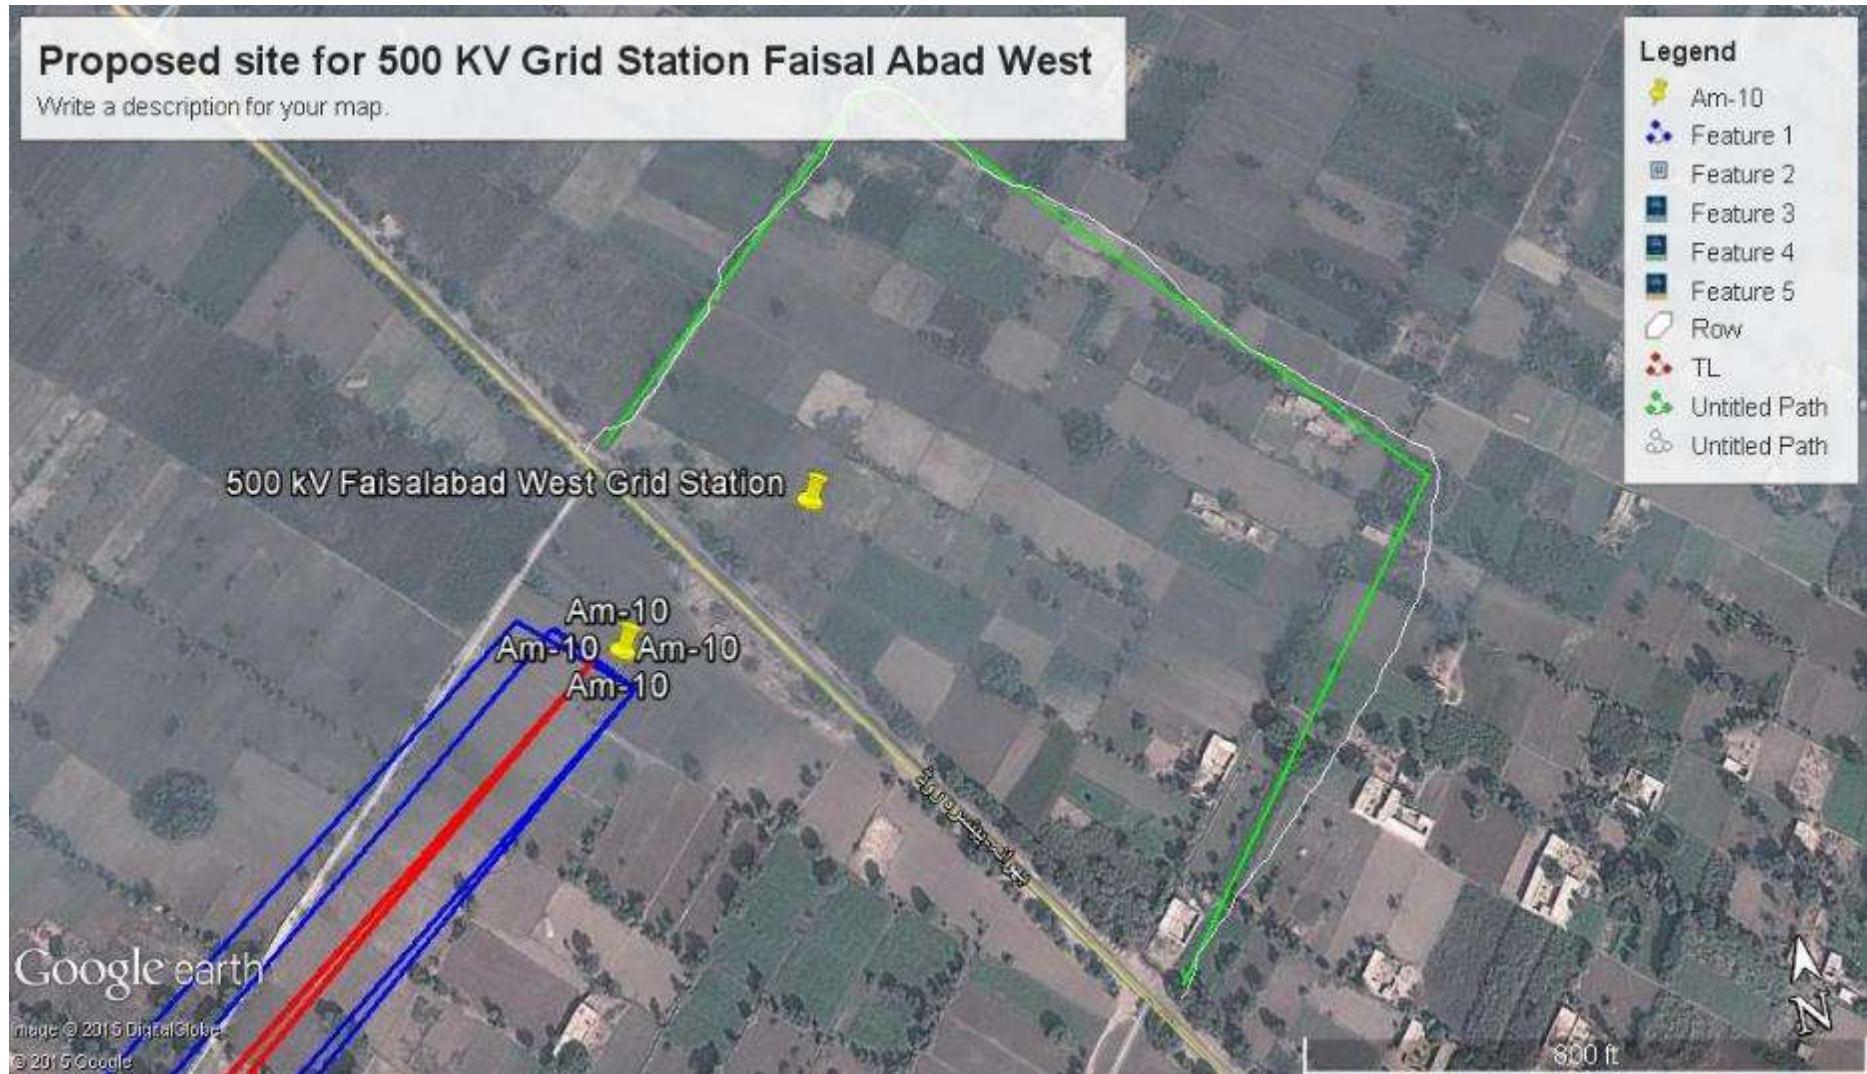 Proposed site for 500 KV Grid Station Faisal Abad West
Write a description for your map.
Legend
Am-10
Feature 1
Feature 2
Feature 3
Feature 4
Feature 5
Row
TL
Untitled Path
Untitled Path
500 kV Faisalabad West Grid Station
Am-10
Am-10
Am-10
Am-10
Google earth
Image © 2015 DigitalGlobe
© 2015 Google
800 ft
N